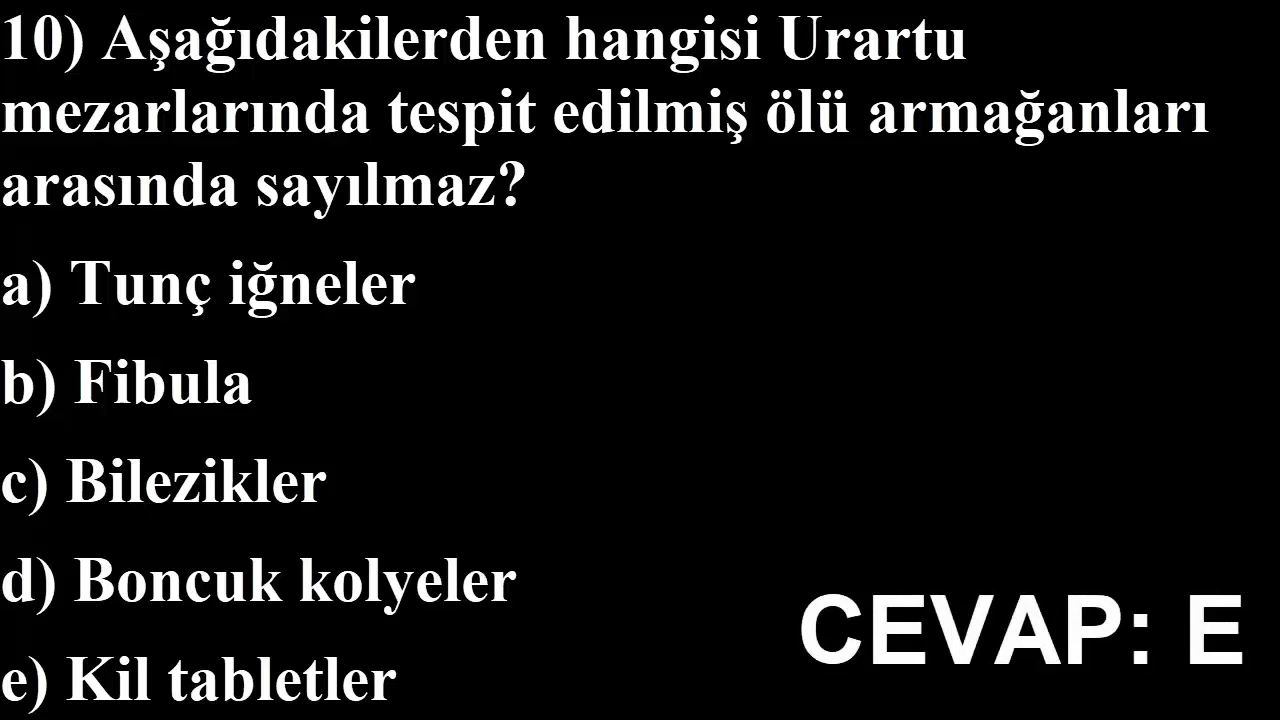 10) Aşağıdakilerden hangisi Urartu
mezarlarında tespit edilmiş ölü armağanları
arasında sayılmaz?
a) Tunç iğneler
b) Fibula
c) Bilezikler
d) Boncuk kolyeler
e) Kil tabletler
CEVAP: E